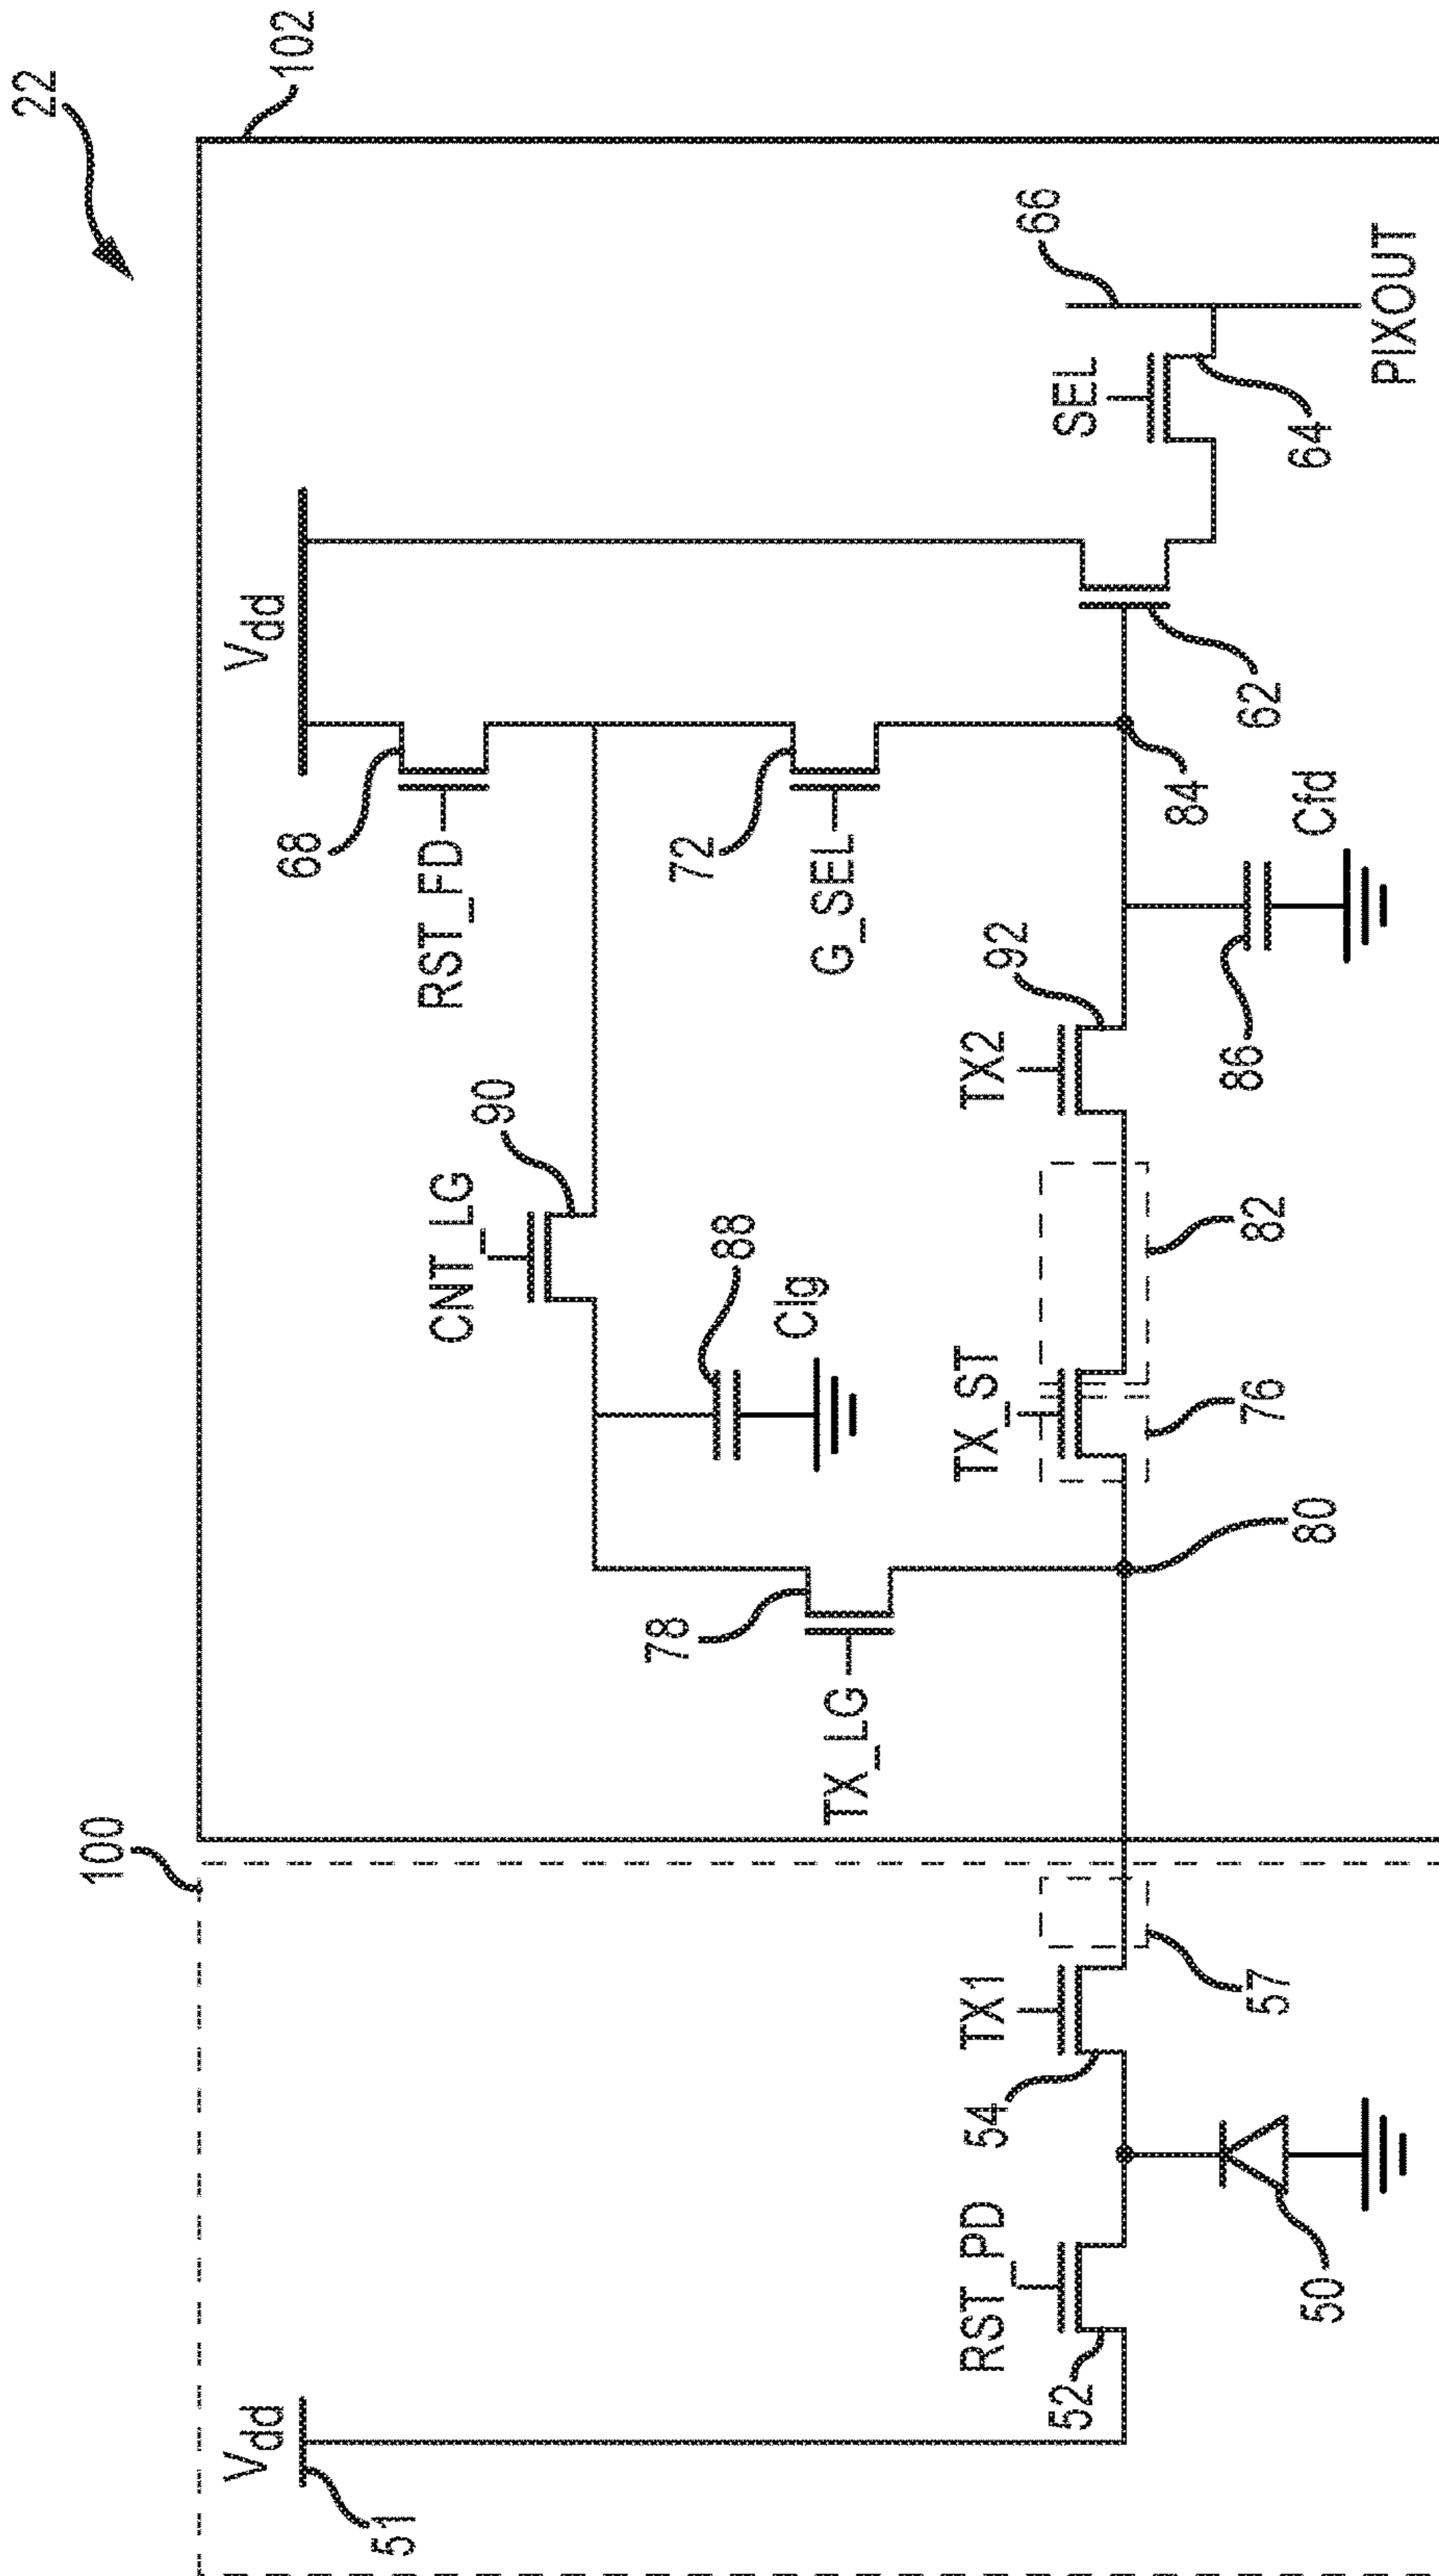 22
100
102
Vdd
51
Vdd
68
RST_FD
CNT_LG
90
88
Clg
78
TX_LG
72
G_SEL
66
SEL
64
PIXOUT
RST_PD
52
TX1
54
57
50
TX_ST
76
82
80
TX2
92
86
Cfd
84
62